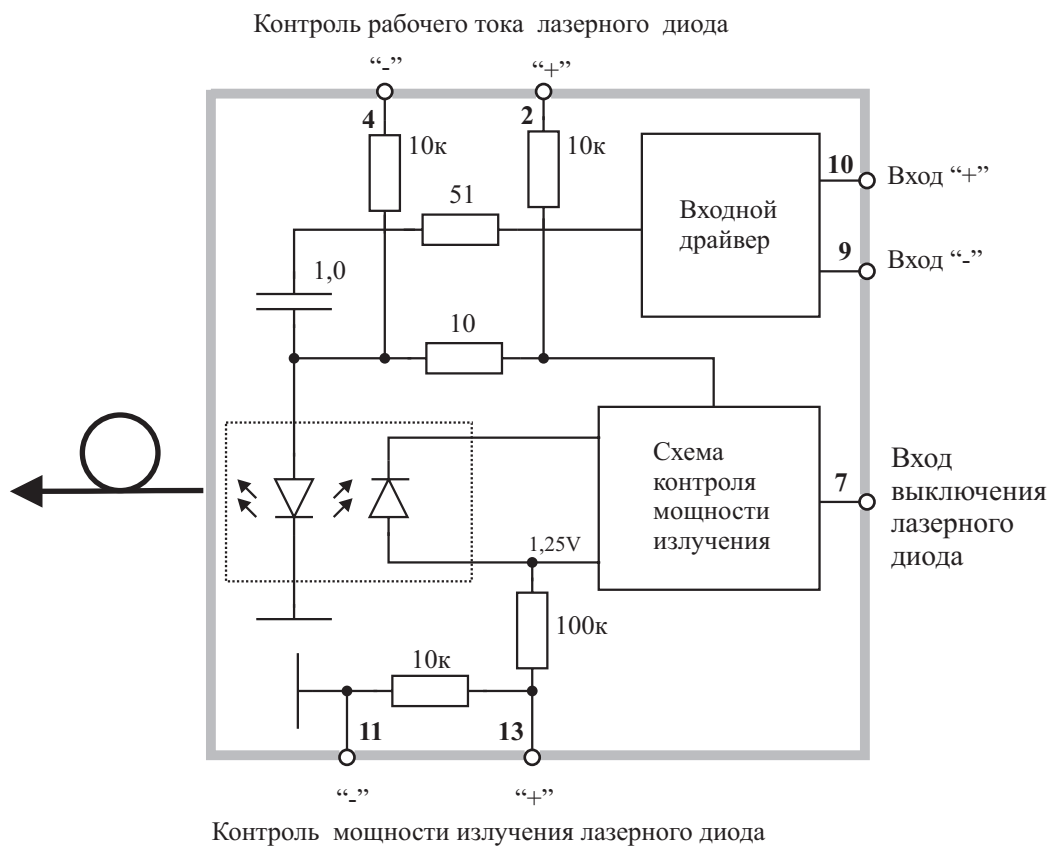 Контроль рабочего тока лазерного диода
“-” “+”
4 2
10к 10к
51
10 Вход “+”
Входной
драйвер
9 Вход “-”
1,0
10
Схема
контроля
мощности
излучения
7
Вход
выключения
лазерного
диода
1,25V
100к
10к
11 13
“-” “+”
Контроль мощности излучения лазерного диода